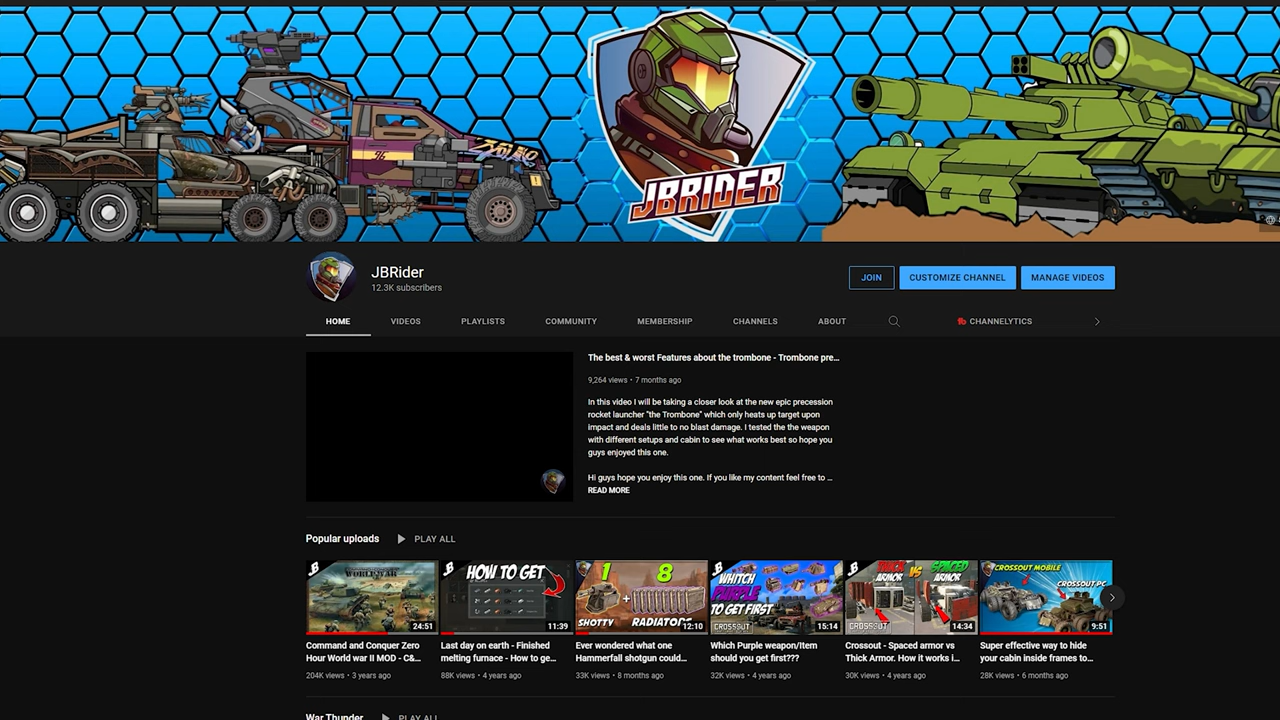 JBRIDER
JBRider
12.3K subscribers
JOIN
CUSTOMIZE CHANNEL
MANAGE VIDEOS
HOME
VIDEOS
PLAYLISTS
COMMUNITY
MEMBERSHIP
CHANNELS
ABOUT
CHANNELYTICS
The best & worst Features about the trombone - Trombone pre...
9,264 views • 7 months ago
In this video I will be taking a closer look at the new epic precession
rocket launcher "the Trombone" which only heats up target upon
impact and deals little to no blast damage. I tested the the weapon
with different setups and cabin to see what works best so hope you
guys enjoyed this one.
Hi guys hope you enjoy this one. If you like my content feel free to ...
READ MORE
Popular uploads
PLAY ALL
WORLD WAR
24:51
HOW TO GET
11:39
1
8
+
SHOTTY
RADIATOR
12:10
WHITCH
PURPLE
TO GET FIRST
CROSSOUT
15:14
THICK
ARMOR
VS
SPACED
ARMOR
CROSSOUT
14:34
CROSSOUT MOBILE
CROSSOUT PC
9:51
Command and Conquer Zero
Hour World war II MOD - C&...
204K views • 3 years ago
Last day on earth - Finished
melting furnace - How to ge...
88K views • 4 years ago
Ever wondered what one
Hammerfall shotgun could...
33K views • 8 months ago
Which Purple weapon/Item
should you get first???
32K views • 4 years ago
Crossout - Spaced armor vs
Thick Armor. How it works i...
30K views • 4 years ago
Super effective way to hide
your cabin inside frames to...
28K views • 6 months ago
War Thunder
PLAY ALL